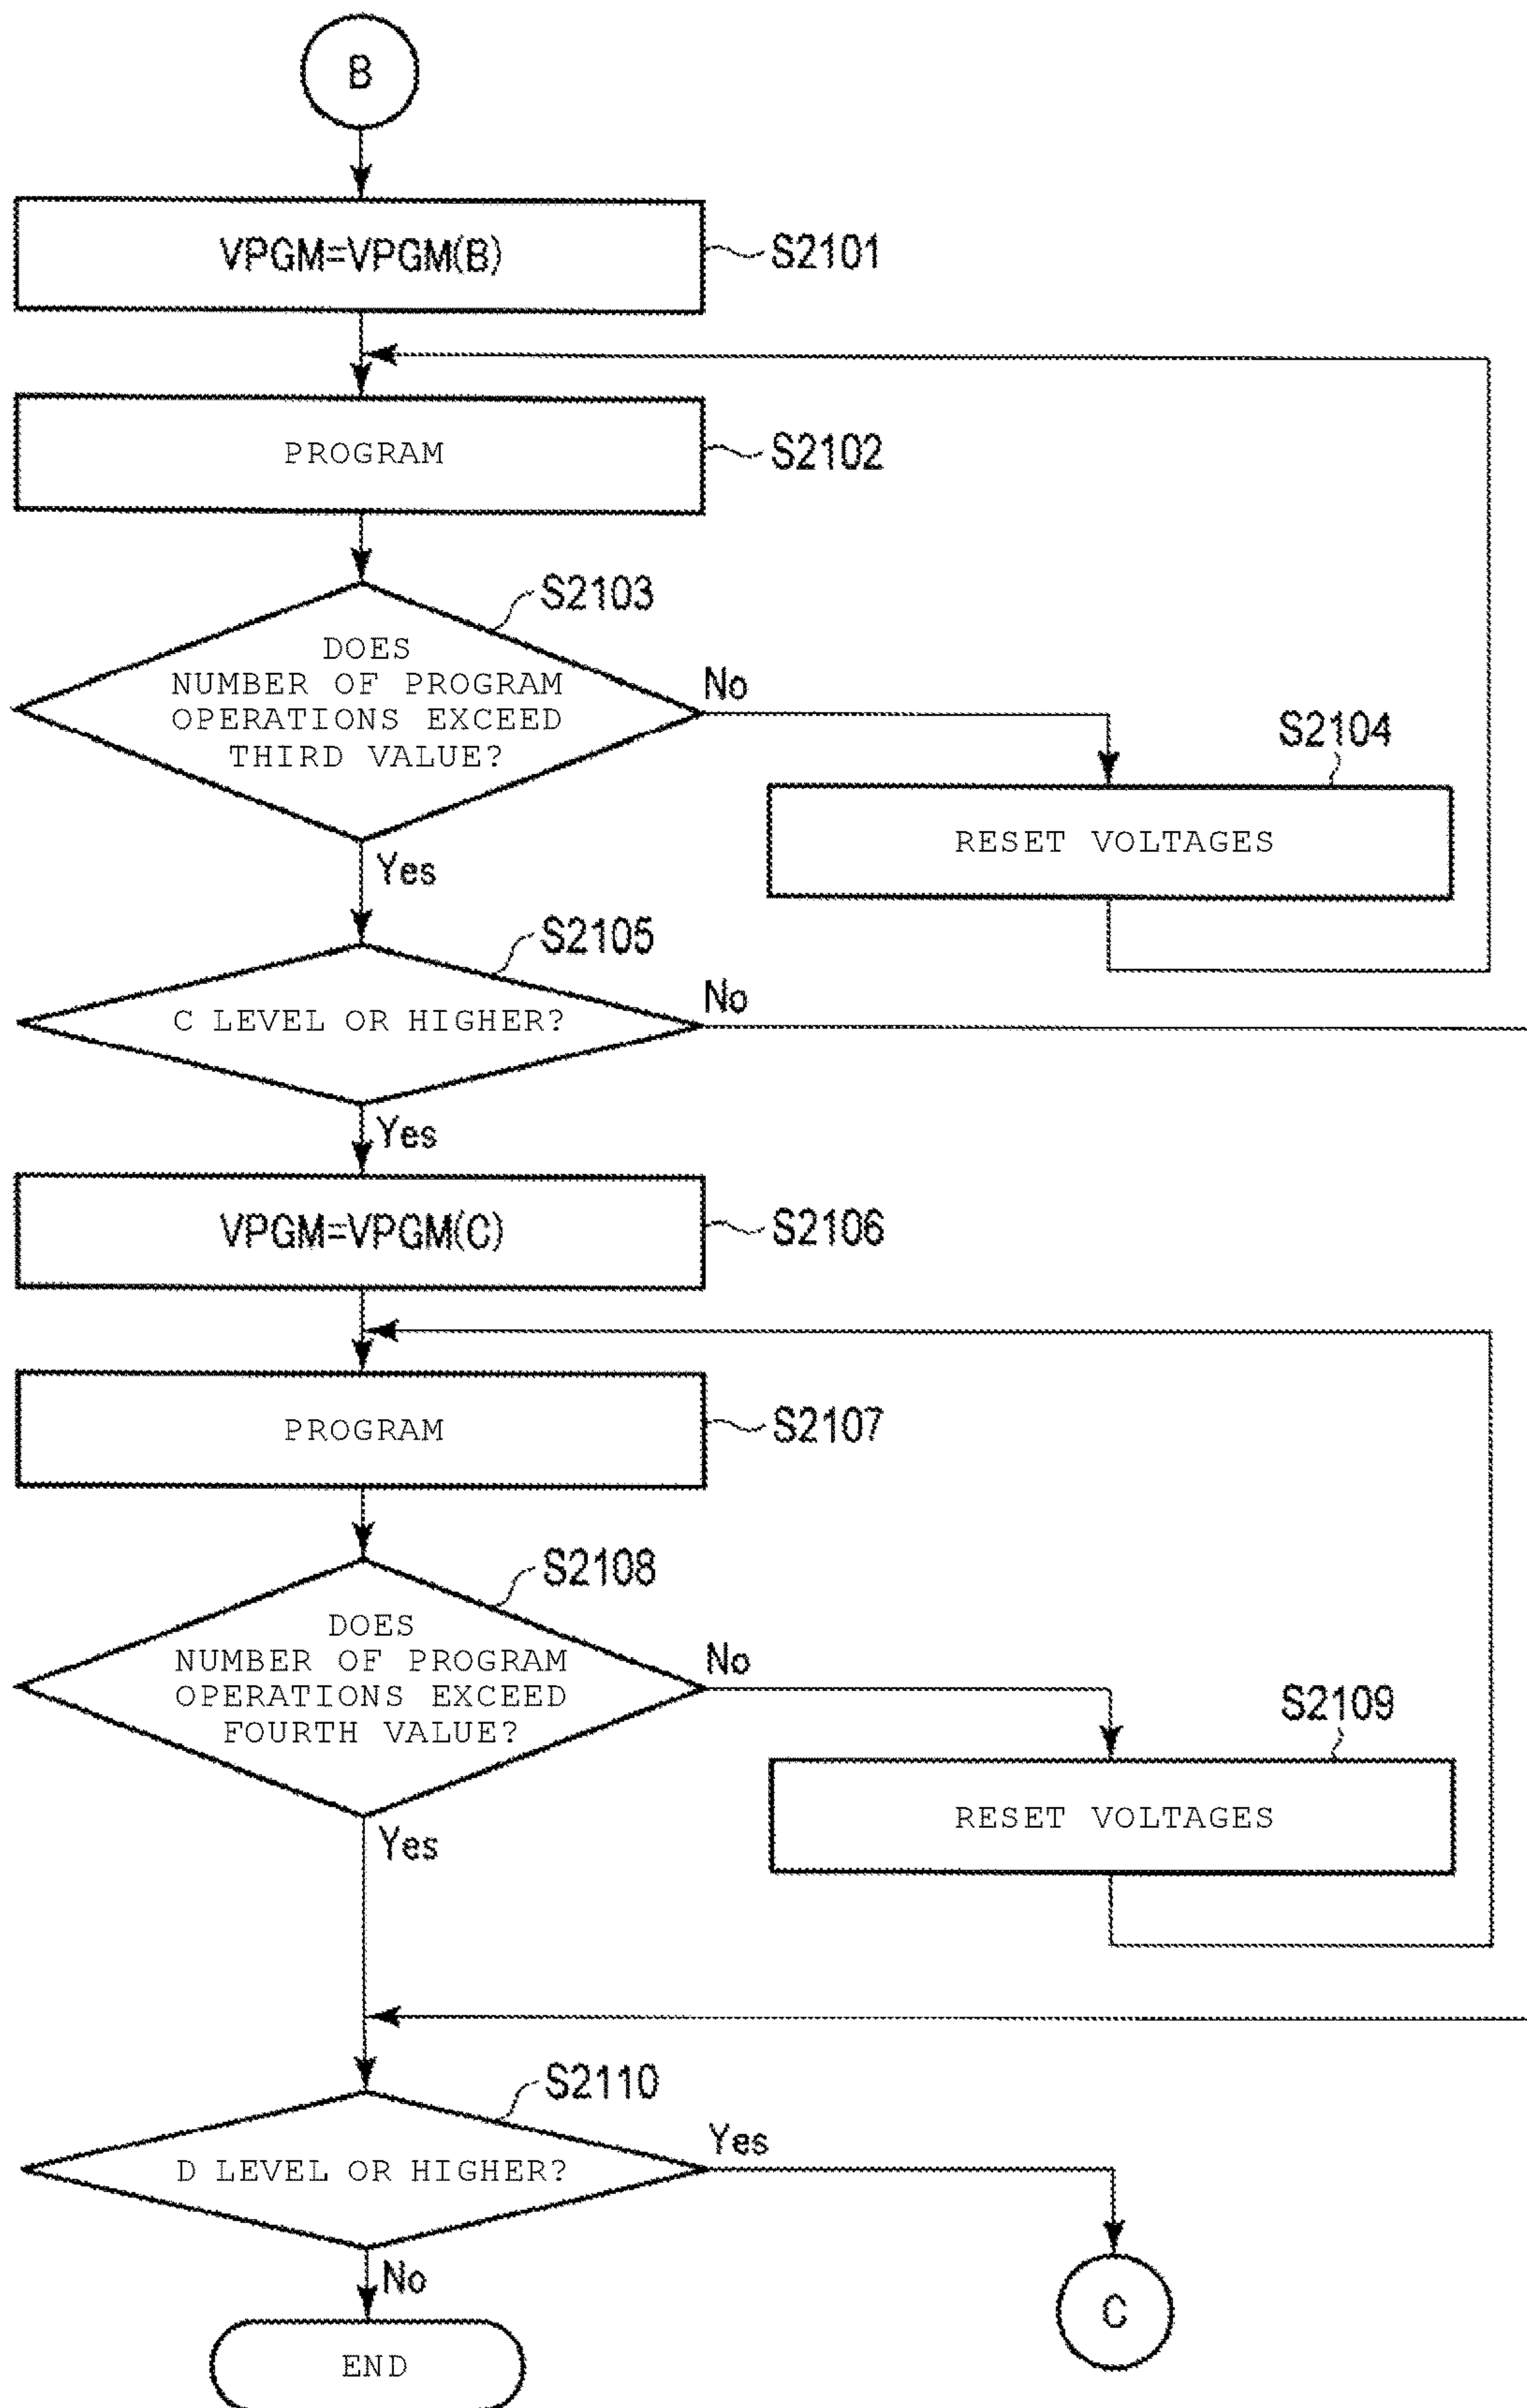 B
VPGM=VPGM(B)
S2101
PROGRAM
S2102
S2103
DOES
NUMBER OF PROGRAM
OPERATIONS EXCEED
THIRD VALUE?
No
Yes
S2104
RESET VOLTAGES
S2105
C LEVEL OR HIGHER?
No
Yes
VPGM=VPGM(C)
S2106
PROGRAM
S2107
S2108
DOES
NUMBER OF PROGRAM
OPERATIONS EXCEED
FOURTH VALUE?
No
Yes
S2109
RESET VOLTAGES
S2110
D LEVEL OR HIGHER?
Yes
No
C
END